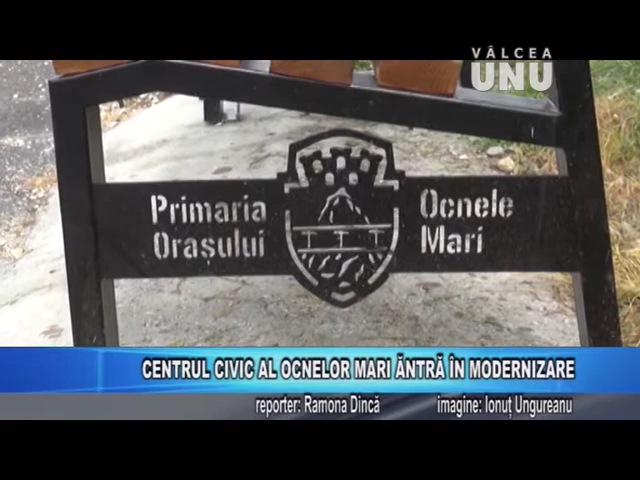 VÂLCEA
UNU
Primaria Ocnele
Orașului Mari
CENTRUL CIVIC AL OCNELOR MARI ĂNTRĂ ÎN MODERNIZARE
reporter: Ramona Dincă imagine: Ionuț Ungureanu